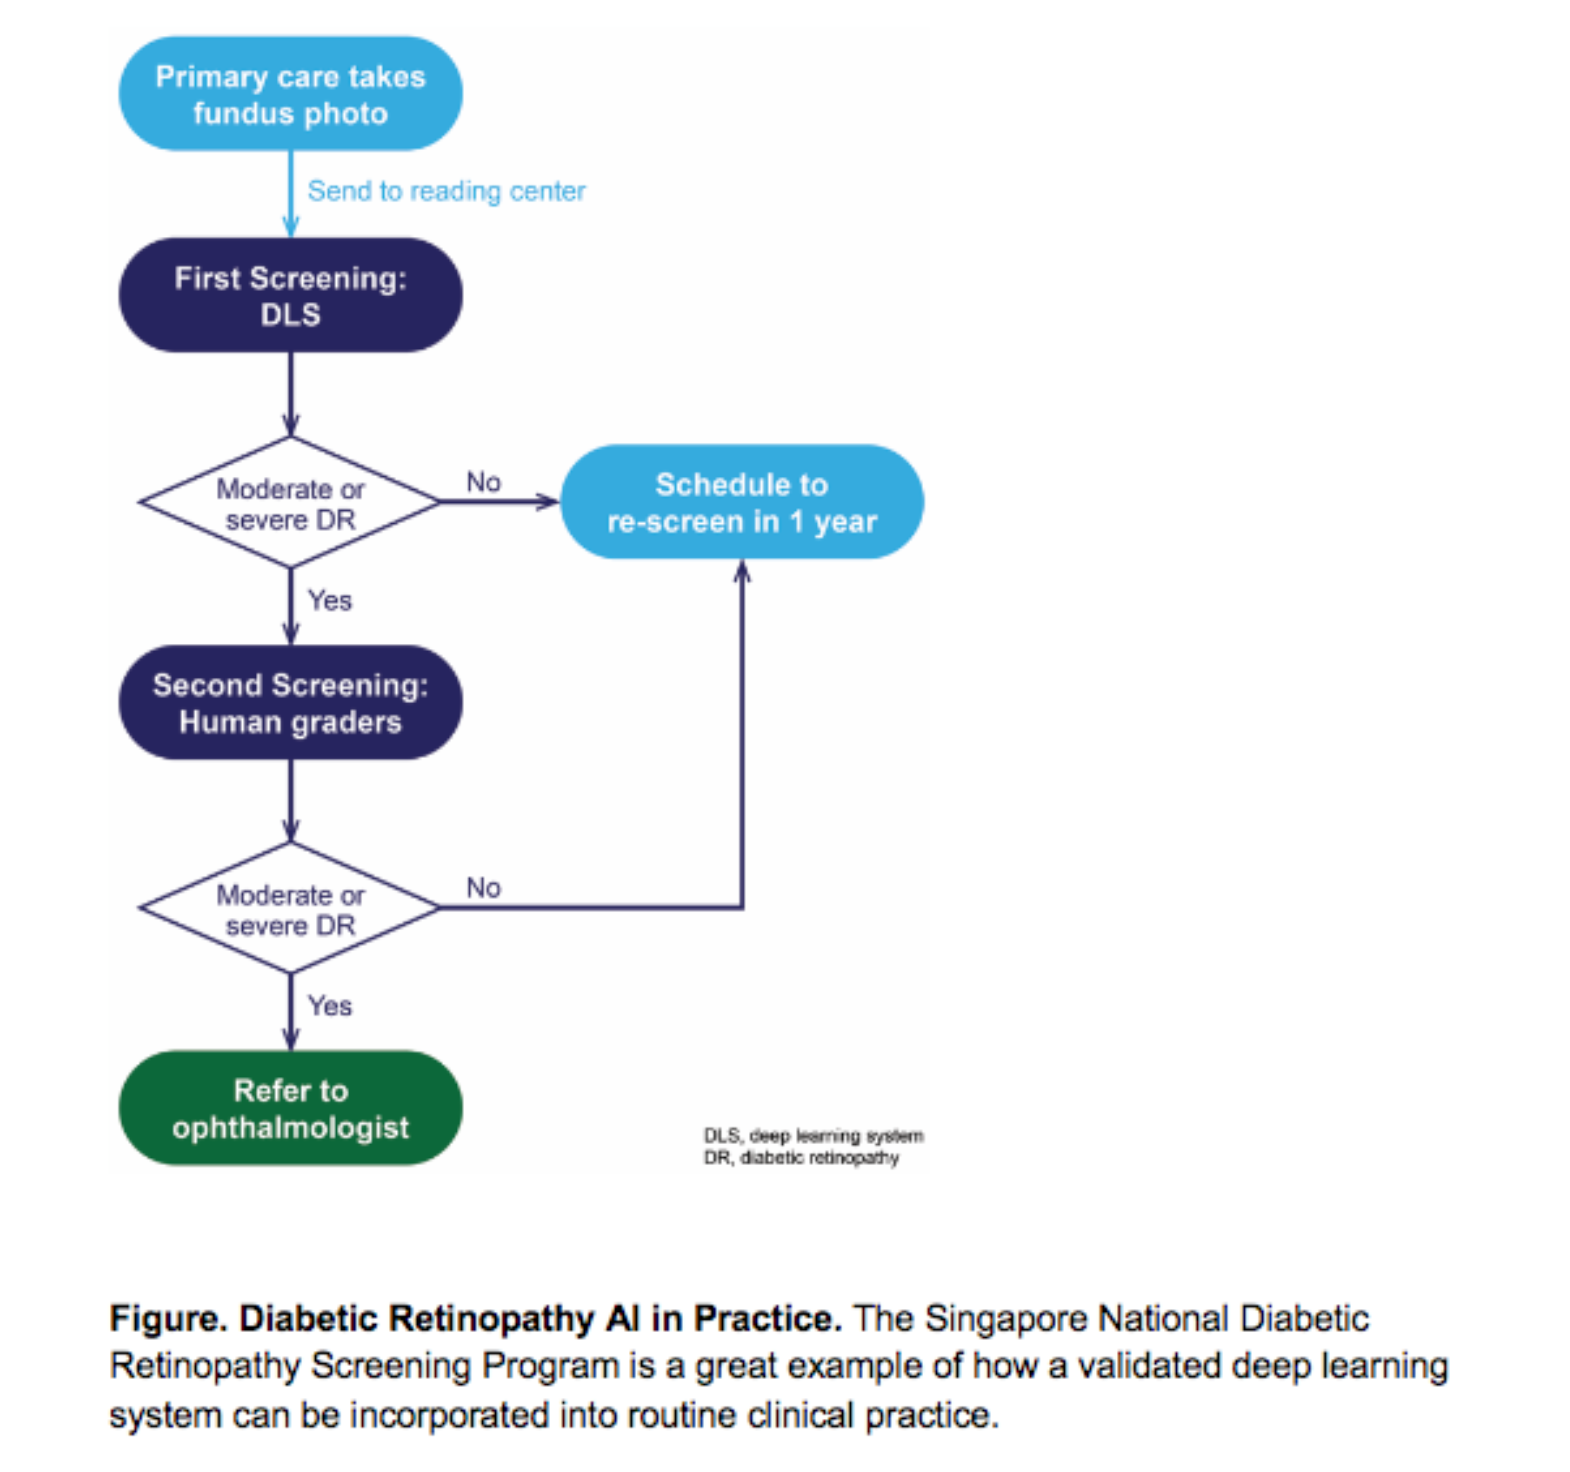 Primary care takes
fundus photo
Send to reading center
First Screening:
DLS
Moderate or
severe DR
No
Schedule to
re-screen in 1 year
Yes
Second Screening:
Human graders
Moderate or
severe DR
No
Yes
Refer to
ophthalmologist
DLS, deep learning system
DR, diabetic retinopathy
Figure. Diabetic Retinopathy AI in Practice. The Singapore National Diabetic
Retinopathy Screening Program is a great example of how a validated deep learning
system can be incorporated into routine clinical practice.